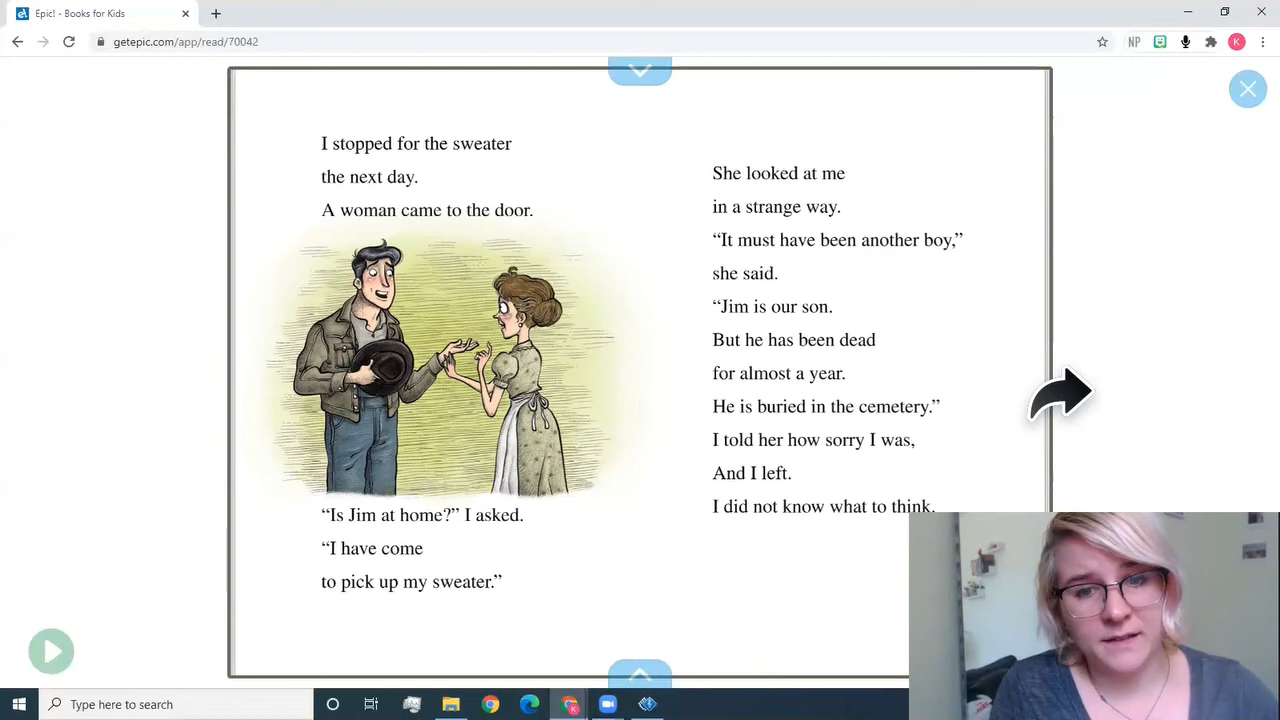 Epic! - Books for Kids
getepic.com/app/read/70042
NP
K
I stopped for the sweater
the next day.
A woman came to the door.
“Is Jim at home?” I asked.
“I have come
to pick up my sweater.”
She looked at me
in a strange way.
“It must have been another boy,”
she said.
“Jim is our son.
But he has been dead
for almost a year.
He is buried in the cemetery.”
I told her how sorry I was,
And I left.
I did not know what to think.
Type here to search